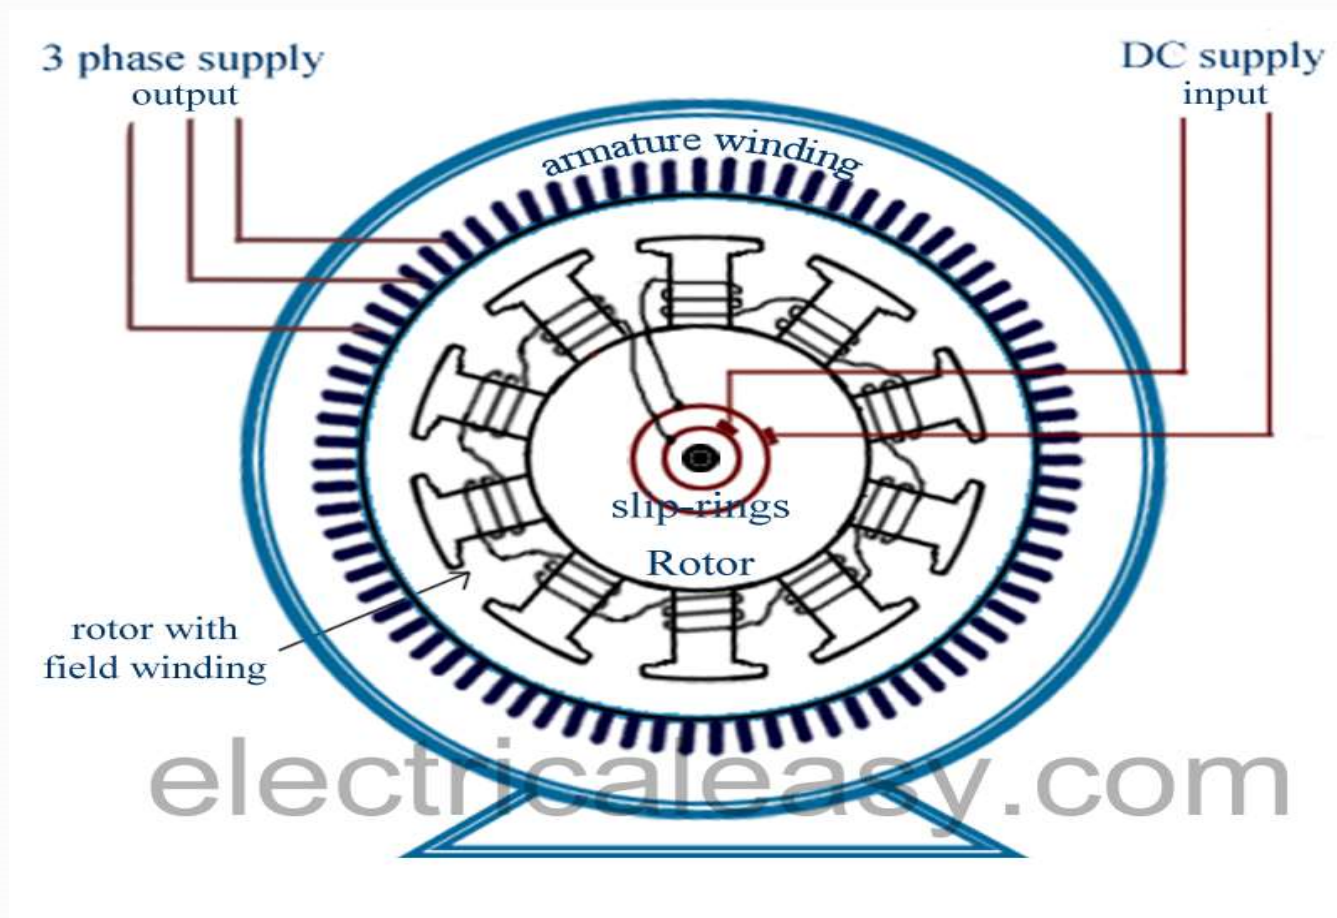 3 phase supply
output
DC supply
input
armature winding
slip-rings
Rotor
rotor with
field winding
electricaleasy.com